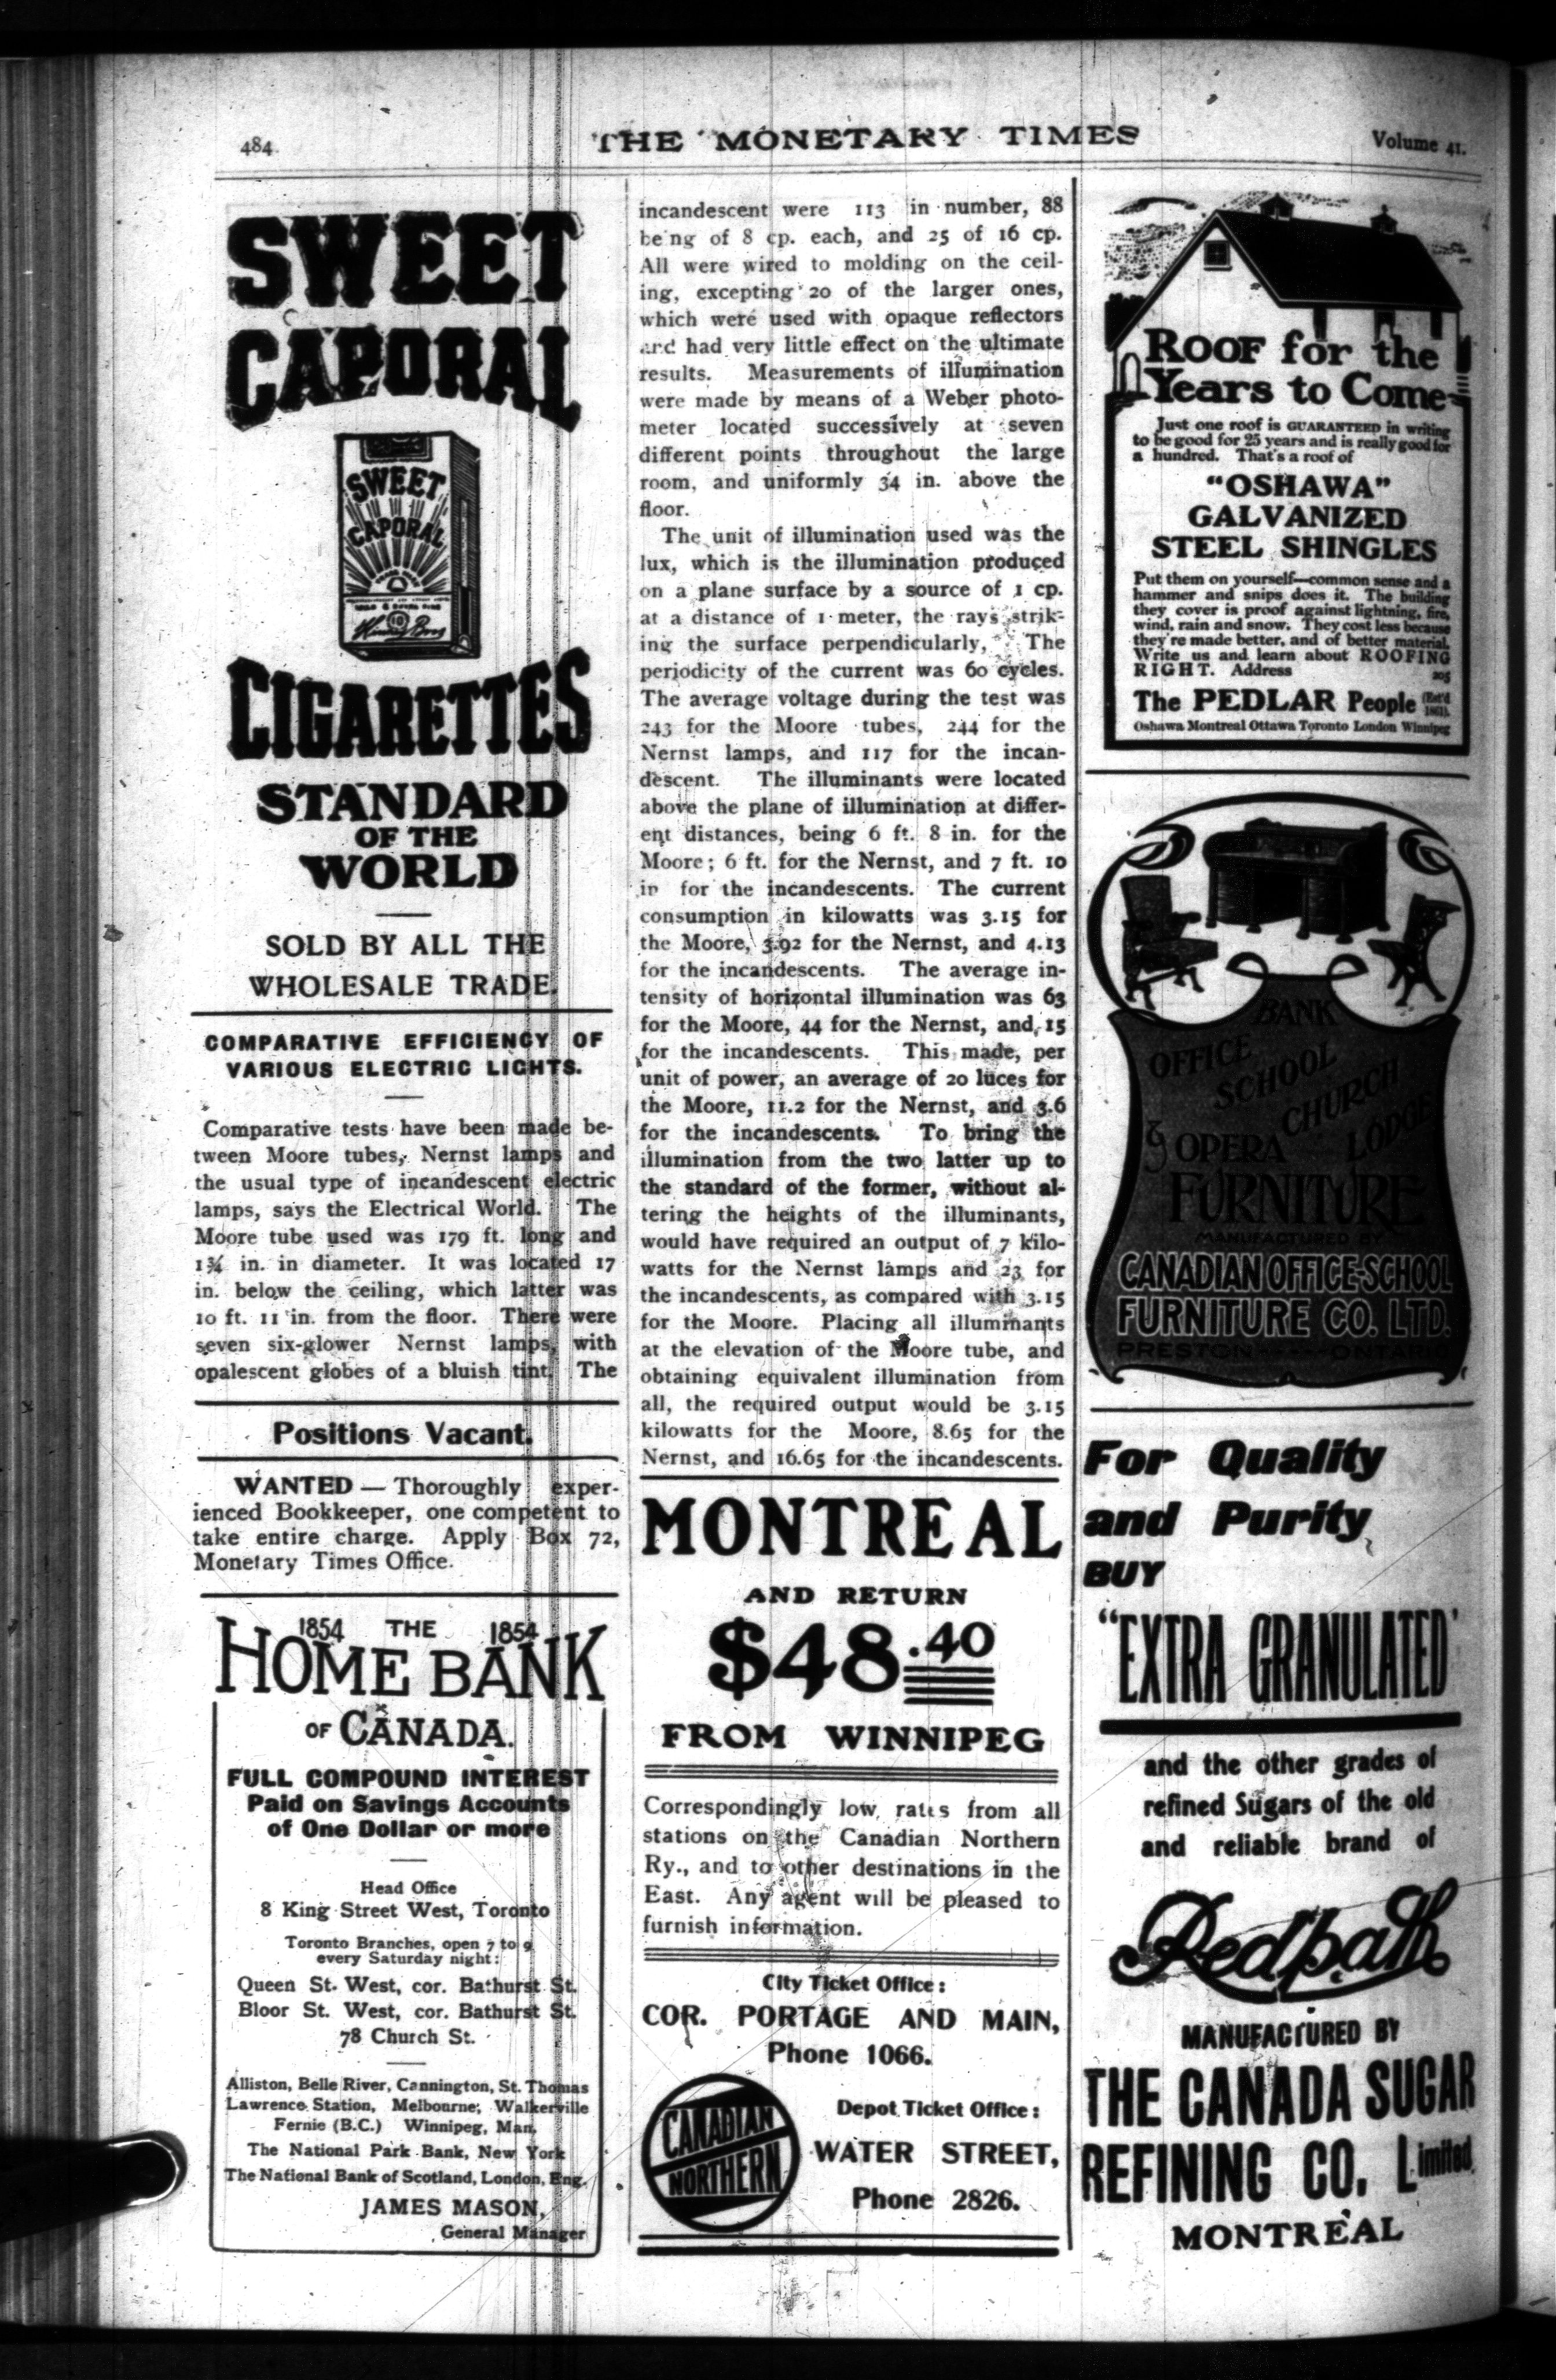 484
THE MONETARY TIMES
Volume 41.
SWEET
CAPORAL
SWEET
CAPORAL
CIGARETTES
STANDARD
OF THE
WORLD
SOLD BY ALL THE
WHOLESALE TRADE.
COMPARATIVE EFFICIENCY OF
VARIOUS ELECTRIC LIGHTS.
Comparative tests have been made be-
tween Moore tubes, Nernst lamps and
the usual type of incandescent electric
lamps, says the Electrical World. The
Moore tube used was 179 ft. long and
1¾ in. in diameter. It was located 17
in. below the ceiling, which latter was
10 ft. 11 in. from the floor. There were
seven six-glower Nernst lamps, with
opalescent globes of a bluish tint. The
Positions Vacant.
WANTED — Thoroughly exper-
ienced Bookkeeper, one competent to
take entire charge. Apply Box 72,
Monetary Times Office.
1854 THE 1854
HOME BANK
OF CANADA.
FULL COMPOUND INTEREST
Paid on Savings Accounts
of One Dollar or more
Head Office
8 King Street West, Toronto
Toronto Branches, open 7 to 9
every Saturday night:
Queen St. West, cor. Bathurst St.
Bloor St. West, cor. Bathurst St.
78 Church St.
Alliston, Belle River, Cannington, St. Thomas
Lawrence Station, Melbourne, Walkerville
Fernie (B.C.) Winnipeg, Man.
The National Park Bank, New York
The National Bank of Scotland, London, Eng.
JAMES MASON,
General Manager
incandescent were 113 in number, 88
being of 8 cp. each, and 25 of 16 cp.
All were wired to molding on the ceil-
ing, excepting 20 of the larger ones,
which were used with opaque reflectors
and had very little effect on the ultimate
results. Measurements of illumination
were made by means of a Weber photo-
meter located successively at seven
different points throughout the large
room, and uniformly 34 in. above the
floor.
The unit of illumination used was the
lux, which is the illumination produced
on a plane surface by a source of 1 cp.
at a distance of 1 meter, the rays strik-
ing the surface perpendicularly, The
periodicity of the current was 60 cycles.
The average voltage during the test was
243 for the Moore tubes, 244 for the
Nernst lamps, and 117 for the incan-
descent. The illuminants were located
above the plane of illumination at differ-
ent distances, being 6 ft. 8 in. for the
Moore; 6 ft. for the Nernst, and 7 ft. 10
in for the incandescents. The current
consumption in kilowatts was 3.15 for
the Moore, 3.92 for the Nernst, and 4.13
for the incandescents. The average in-
tensity of horizontal illumination was 63
for the Moore, 44 for the Nernst, and 15
for the incandescents. This made, per
unit of power, an average of 20 luces for
the Moore, 11.2 for the Nernst, and 3.6
for the incandescents. To bring the
illumination from the two latter up to
the standard of the former, without al-
tering the heights of the illuminants,
would have required an output of 7 kilo-
watts for the Nernst lamps and 23 for
the incandescents, as compared with 3.15
for the Moore. Placing all illuminants
at the elevation of the Moore tube, and
obtaining equivalent illumination from
all, the required output would be 3.15
kilowatts for the Moore, 8.65 for the
Nernst, and 16.65 for the incandescents.
MONTREAL
AND RETURN
$48.40
FROM WINNIPEG
Correspondingly low rates from all
stations on the Canadian Northern
Ry., and to other destinations in the
East. Any agent will be pleased to
furnish information.
City Ticket Office:
COR. PORTAGE AND MAIN,
Phone 1066.
CANADIAN
NORTHERN
Depot Ticket Office:
WATER STREET,
Phone 2826.
ROOF for the
Years to Come
Just one roof is GUARANTEED in writing
to be good for 25 years and is really good for
a hundred. That's a roof of
"OSHAWA"
GALVANIZED
STEEL SHINGLES
Put them on yourself—common sense and a
hammer and snips does it. The building
they cover is proof against lightning, fire,
wind, rain and snow. They cost less because
they're made better, and of better material.
Write us and learn about ROOFING
RIGHT. Address 205
The PEDLAR People (Est'd
1861).
Oshawa Montreal Ottawa Toronto London Winnipeg
BANK
OFFICE
SCHOOL
CHURCH
LODGE
& OPERA
FURNITURE
MANUFACTURED BY
CANADIAN OFFICE-SCHOOL
FURNITURE CO. LTD.
PRESTON ONTARIO
For Quality
and Purity
BUY
"EXTRA GRANULATED"
and the other grades of
refined Sugars of the old
and reliable brand of
Redpath
MANUFACTURED BY
THE CANADA SUGAR
REFINING CO. Limited.
MONTREAL